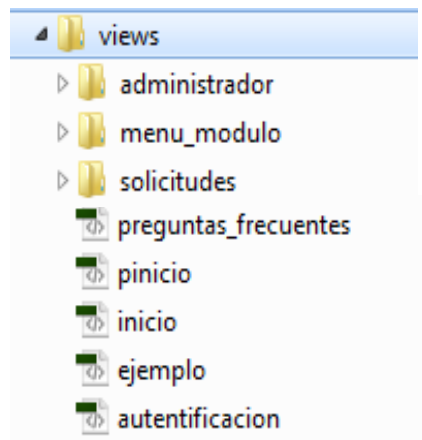 views
administrador
menu_modulo
solicitudes
preguntas_frecuentes
pinicio
inicio
ejemplo
autentificacion